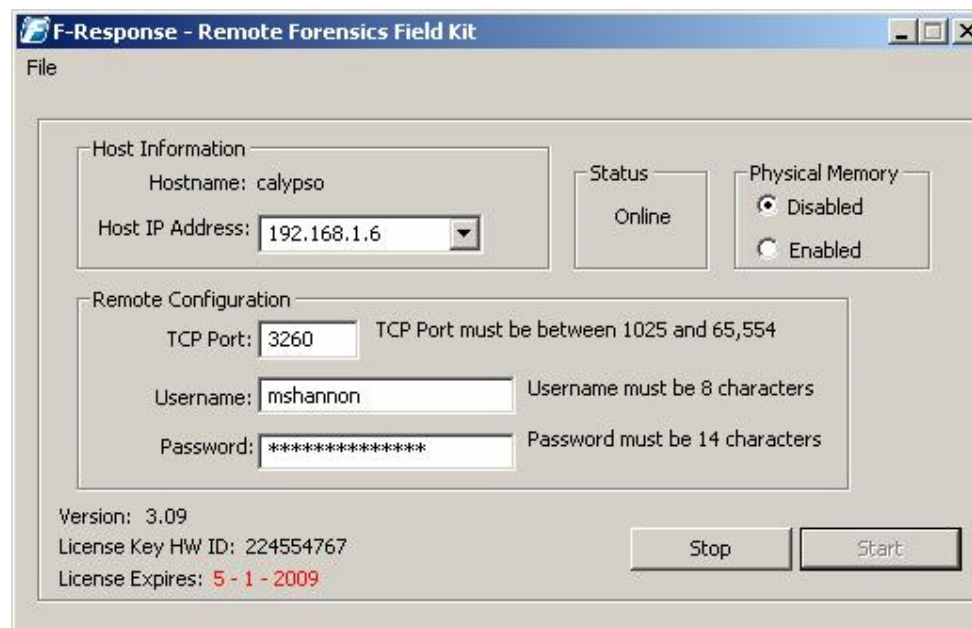 F-Response - Remote Forensics Field Kit
File
Host Information
Hostname: calypso
Host IP Address: 192.168.1.6
Status
Online
Physical Memory
Disabled
Enabled
Remote Configuration
TCP Port: 3260 TCP Port must be between 1025 and 65,554
Username: mshannon Username must be 8 characters
Password: ************** Password must be 14 characters
Version: 3.09
License Key HW ID: 224554767
License Expires: 5 - 1 - 2009
Stop
Start